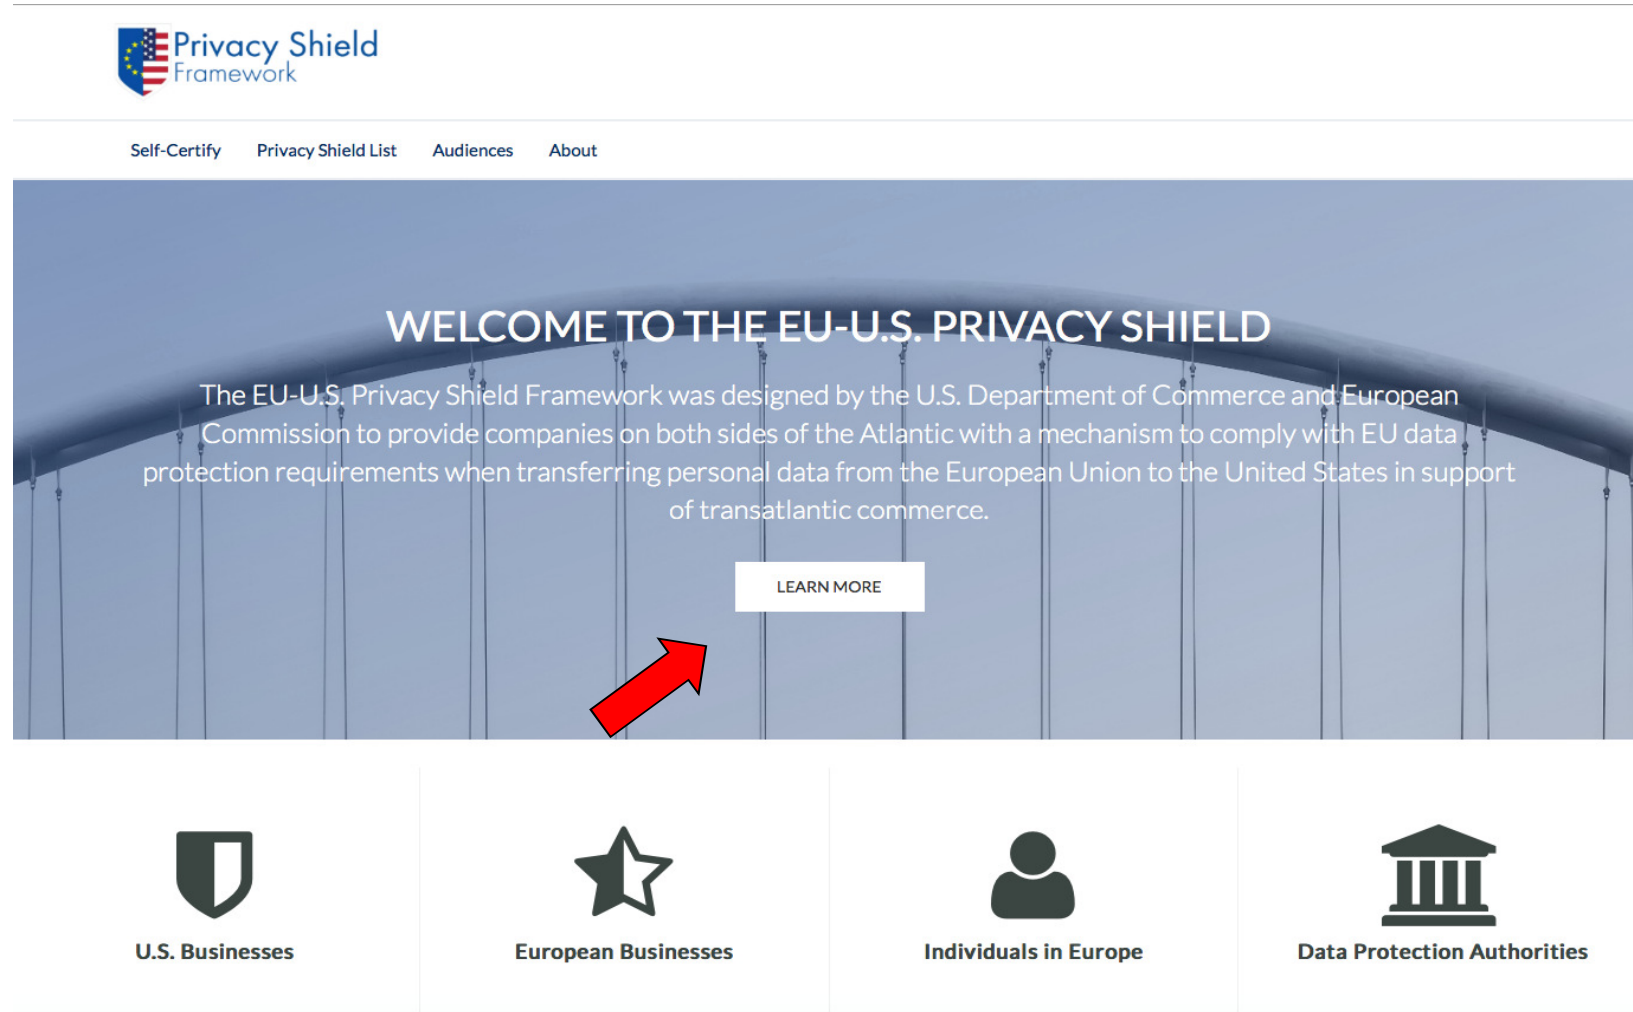 Privacy Shield
Framework
Self-Certify Privacy Shield List Audiences About
WELCOME TO THE EU-U.S. PRIVACY SHIELD
The EU-U.S. Privacy Shield Framework was designed by the U.S. Department of Commerce and European
Commission to provide companies on both sides of the Atlantic with a mechanism to comply with EU data
protection requirements when transferring personal data from the European Union to the United States in support
of transatlantic commerce.
LEARN MORE
U.S. Businesses European Businesses Individuals in Europe Data Protection Authorities